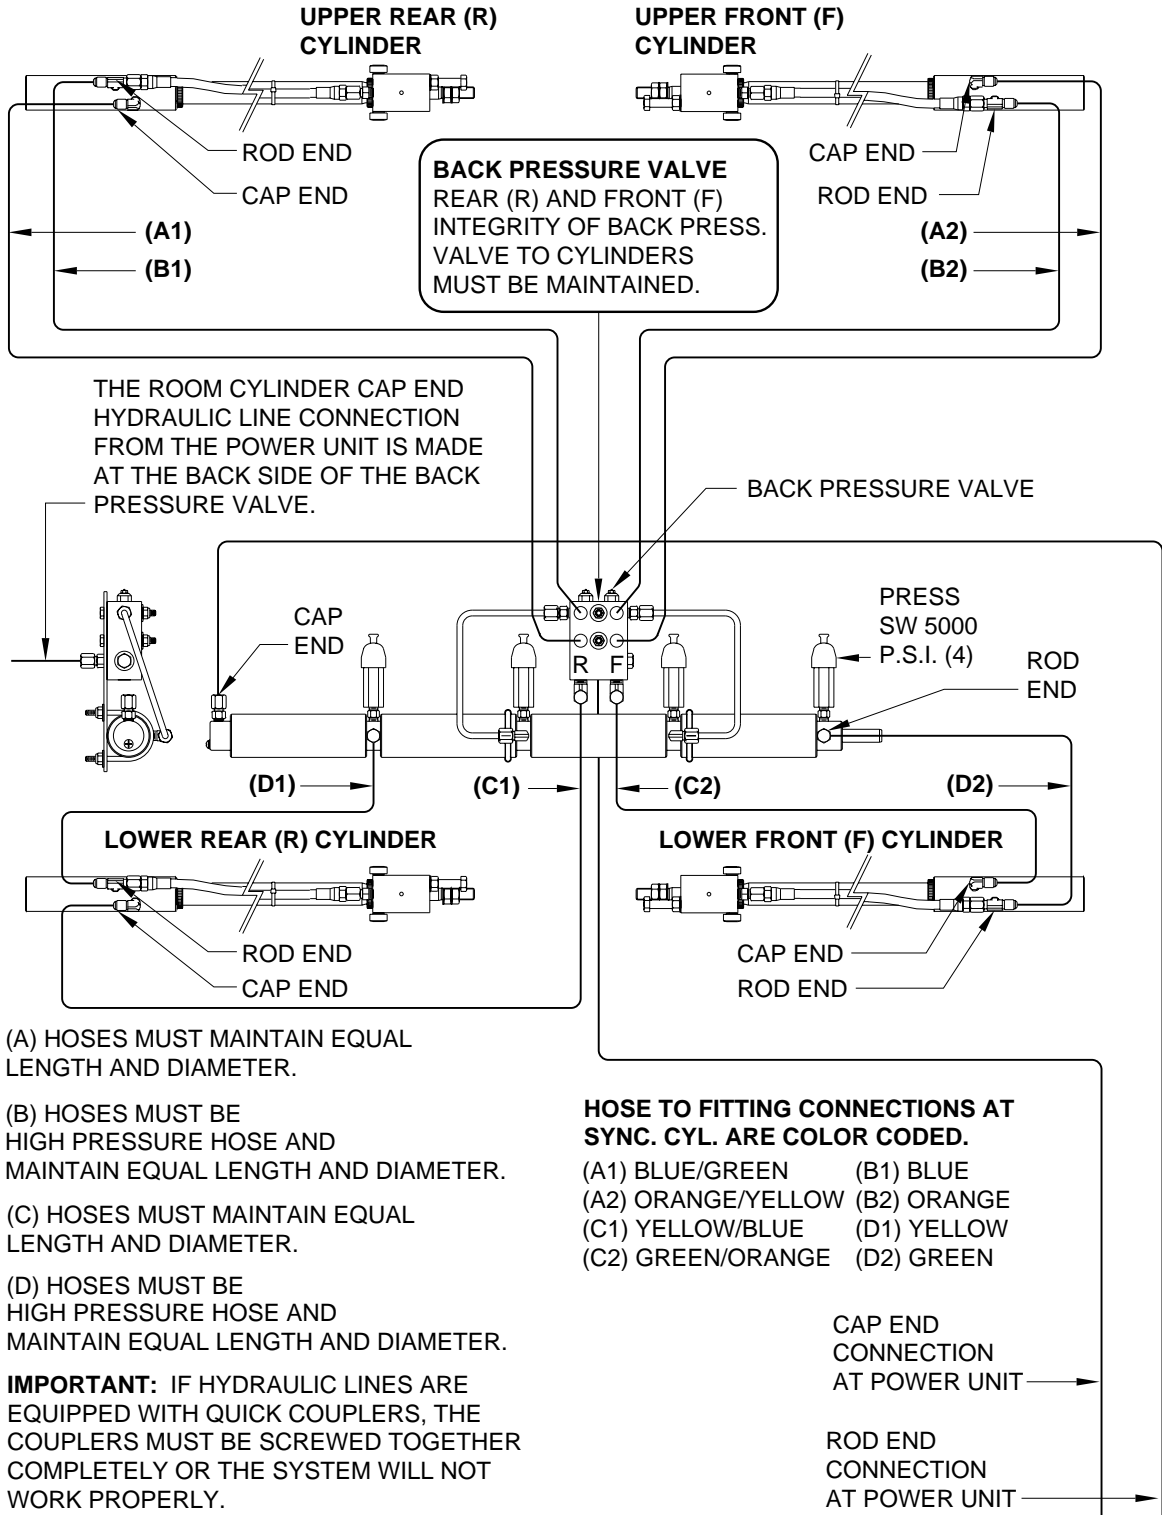 UPPER REAR (R)
CYLINDER
UPPER FRONT (F)
CYLINDER
ROD END
CAP END
CAP END
ROD END
BACK PRESSURE VALVE
REAR (R) AND FRONT (F)
INTEGRITY OF BACK PRESS.
VALVE TO CYLINDERS
MUST BE MAINTAINED.
(A1)
(B1)
(A2)
(B2)
THE ROOM CYLINDER CAP END
HYDRAULIC LINE CONNECTION
FROM THE POWER UNIT IS MADE
AT THE BACK SIDE OF THE BACK
PRESSURE VALVE.
BACK PRESSURE VALVE
CAP
END
PRESS
SW 5000
P.S.I. (4)
ROD
END
R F
(D1)
(C1)
(C2)
(D2)
LOWER REAR (R) CYLINDER
LOWER FRONT (F) CYLINDER
ROD END
CAP END
CAP END
ROD END
(A) HOSES MUST MAINTAIN EQUAL
LENGTH AND DIAMETER.
(B) HOSES MUST BE
HIGH PRESSURE HOSE AND
MAINTAIN EQUAL LENGTH AND DIAMETER.
(C) HOSES MUST MAINTAIN EQUAL
LENGTH AND DIAMETER.
(D) HOSES MUST BE
HIGH PRESSURE HOSE AND
MAINTAIN EQUAL LENGTH AND DIAMETER.
IMPORTANT: IF HYDRAULIC LINES ARE
EQUIPPED WITH QUICK COUPLERS, THE
COUPLERS MUST BE SCREWED TOGETHER
COMPLETELY OR THE SYSTEM WILL NOT
WORK PROPERLY.
HOSE TO FITTING CONNECTIONS AT
SYNC. CYL. ARE COLOR CODED.
(A1) BLUE/GREEN (B1) BLUE
(A2) ORANGE/YELLOW (B2) ORANGE
(C1) YELLOW/BLUE (D1) YELLOW
(C2) GREEN/ORANGE (D2) GREEN
CAP END
CONNECTION
AT POWER UNIT
ROD END
CONNECTION
AT POWER UNIT